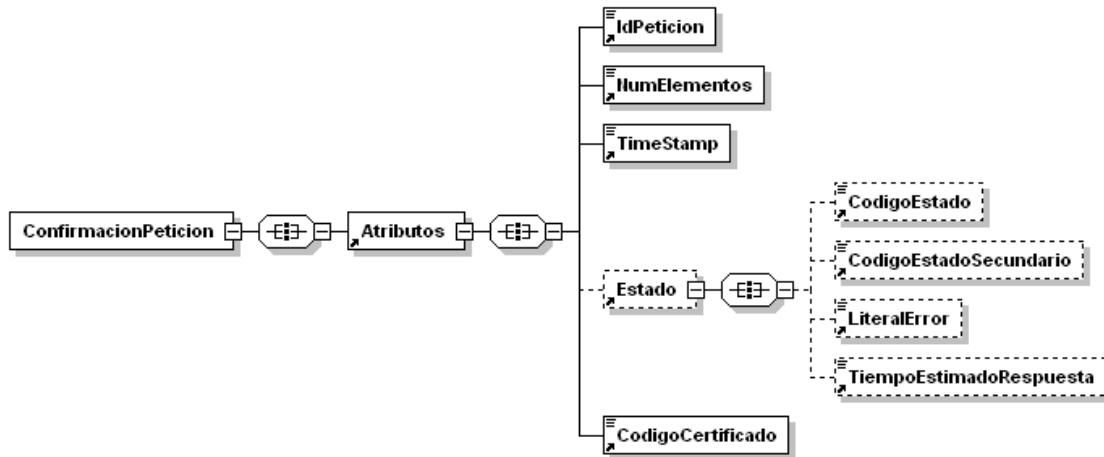 IdPeticion
NumElementos
TimeStamp
CodigoEstado
ConfirmacionPeticion
Atributos
CodigoEstadoSecundario
Estado
LiteralError
TiempoEstimadoRespuesta
CodigoCertificado